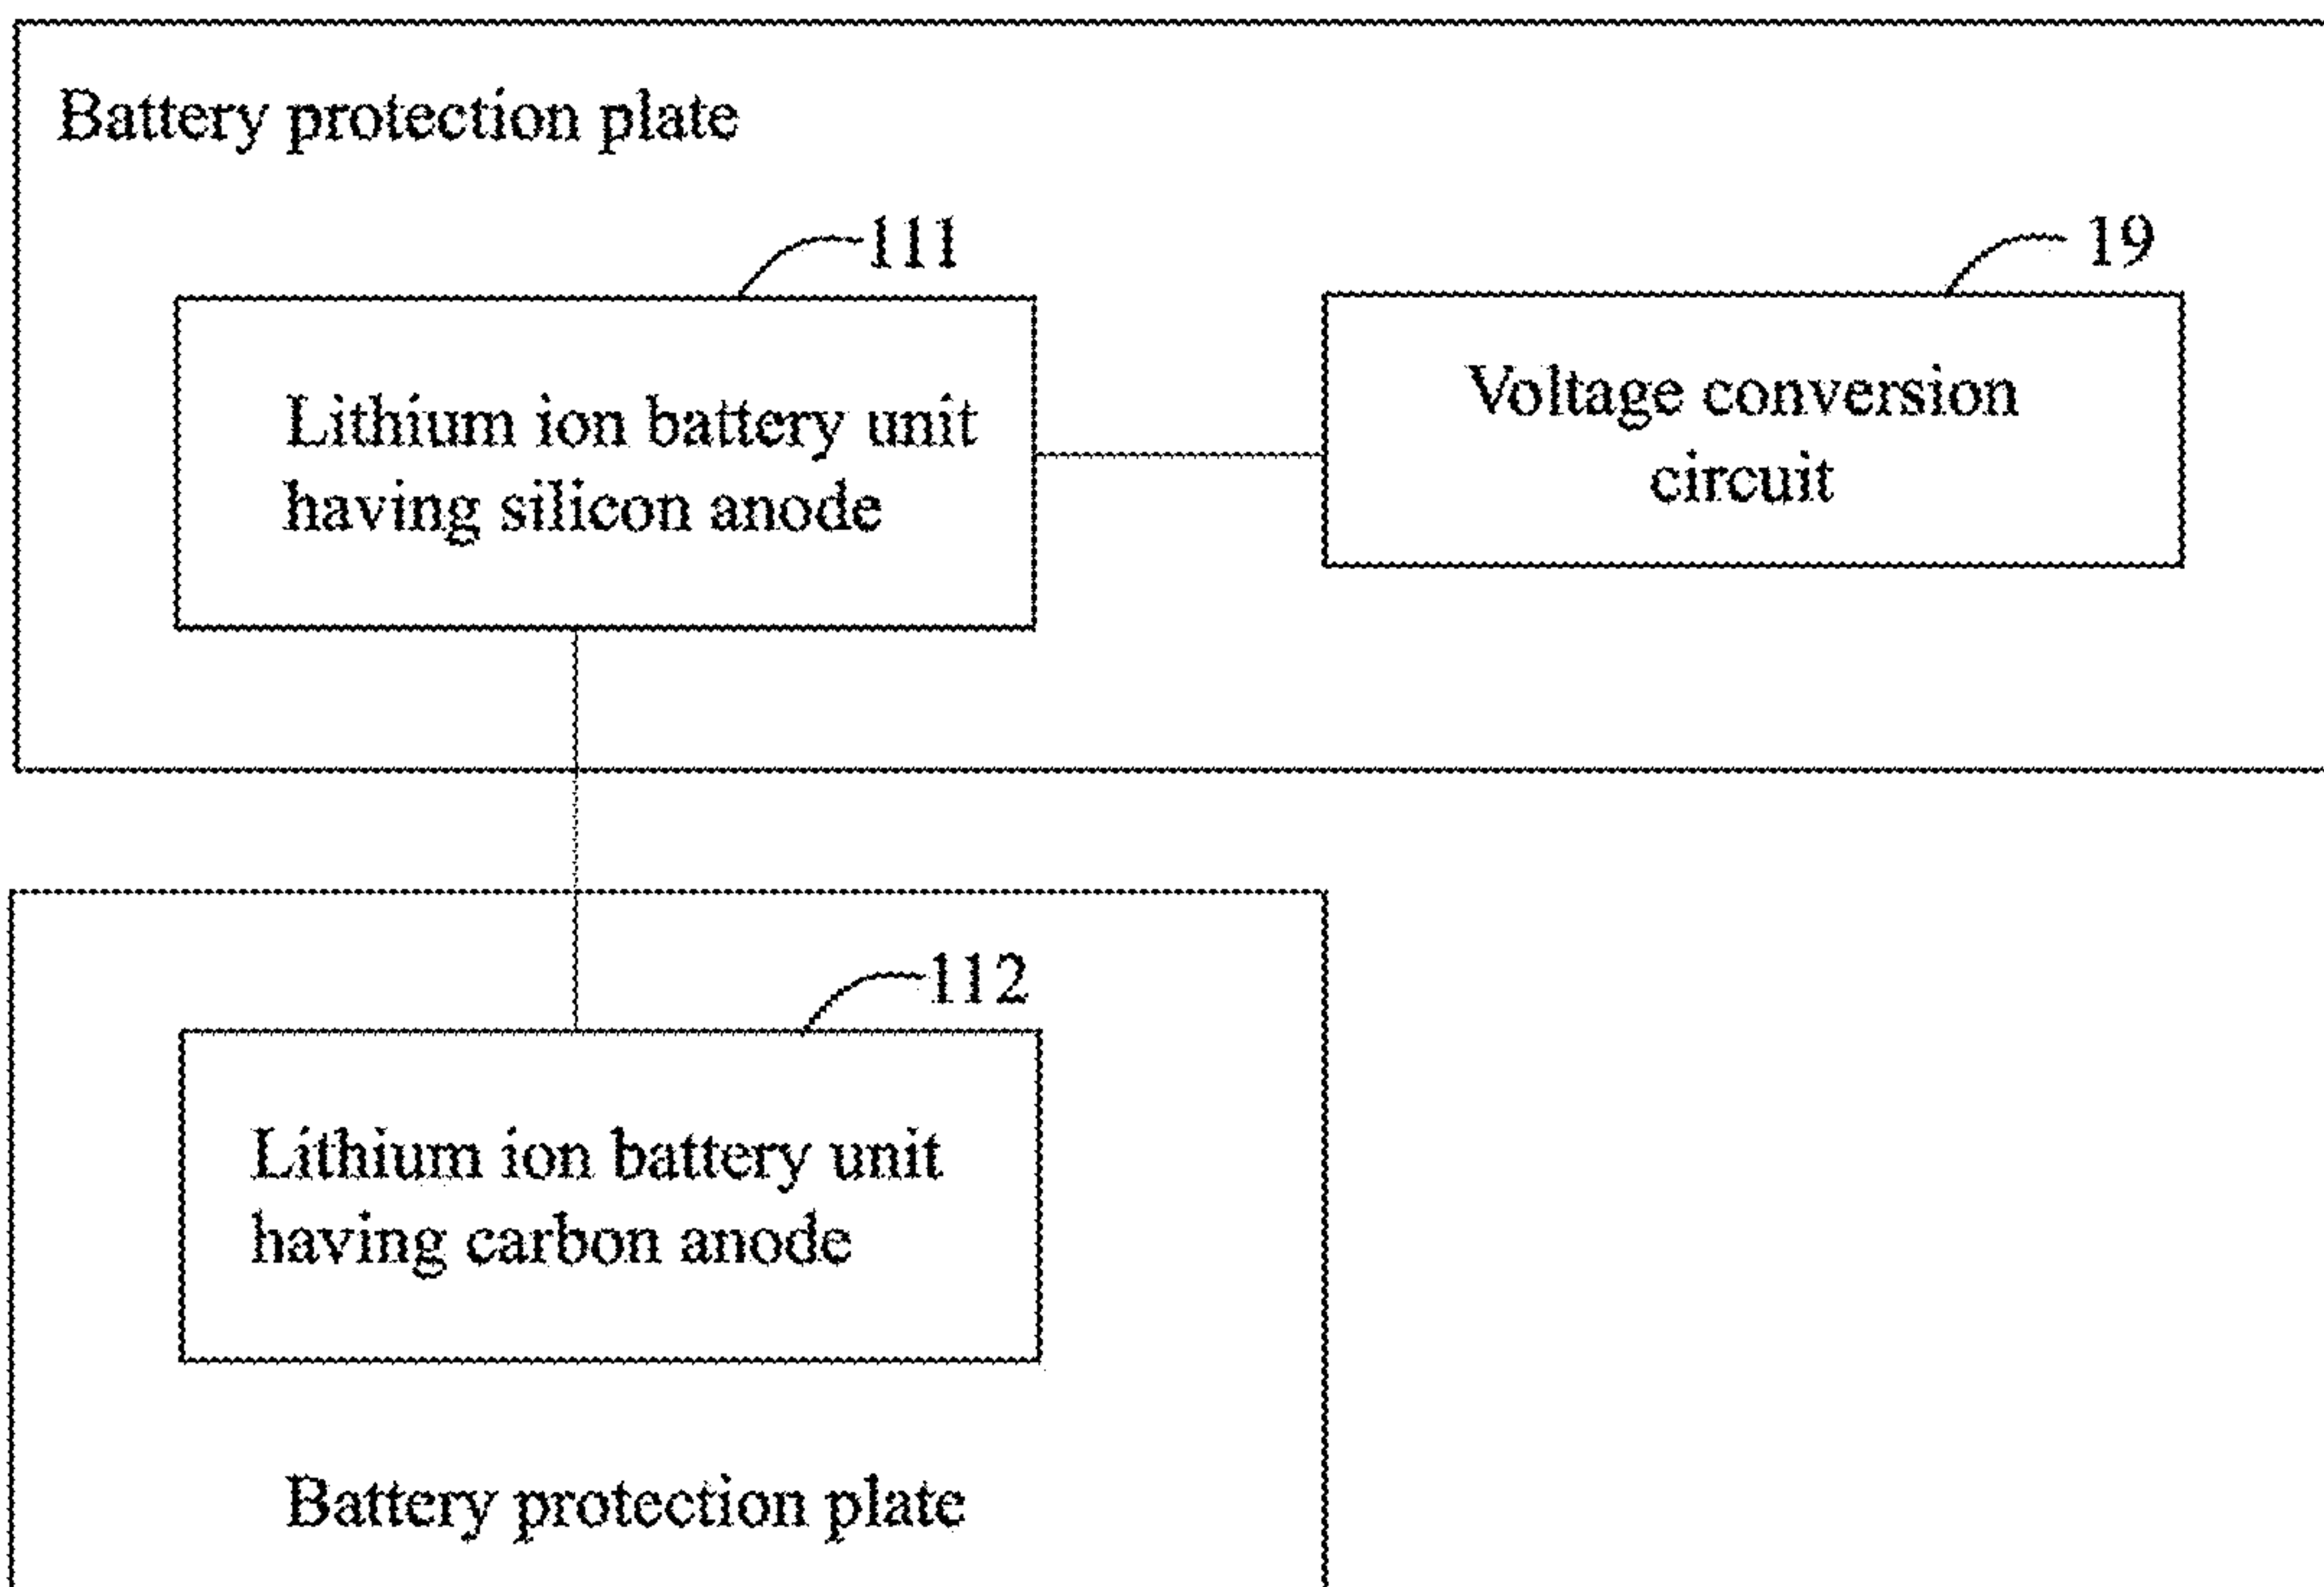 Battery protection plate
111
19
Lithium ion battery unit
having silicon anode
Voltage conversion
circuit
112
Lithium ion battery unit
having carbon anode
Battery protection plate